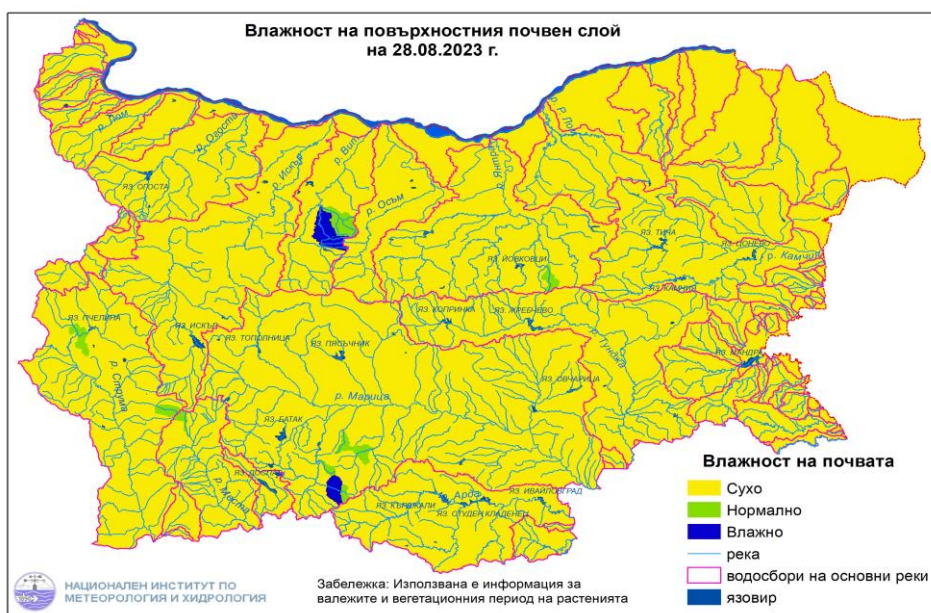 Влажност на повърхностния почвен слой
на 28.08.2023 г.
р. Лом
р. Огоста
р. Искър
р. Вит
р. Осъм
р. Янтра
р. Р.Лом
ЯЗ. ОГОСТА
ЯЗ. ТИЧА
ЯЗ. ЦОНЕВО
р. Камчия
ЯЗ. ЙОВКОВЦИ
ЯЗ. КАМЧИЯ
ЯЗ. ПЧЕЛИНА
ЯЗ. ИСКЪР
ЯЗ. ТОПОЛНИЦА
ЯЗ. ПЯСЪЧНИК
ЯЗ. КОПРИНКА
ЯЗ. ЖРЕБЧЕВО
р. Тунджа
ЯЗ. МАНДРА
р. Струма
р. Марица
ЯЗ. ОВЧАРИЦА
ЯЗ. БАТАК
ЯЗ. ДОСПАТ
р. Места
р. Арда
ЯЗ. ИВАЙЛОВГРАД
ЯЗ. КЪРДЖАЛИ
ЯЗ. СТУДЕН КЛАДЕНЕЦ
Влажност на почвата
Сухо
Нормално
Влажно
река
водосбори на основни реки
язовир
НАЦИОНАЛЕН ИНСТИТУТ ПО
МЕТЕОРОЛОГИЯ И ХИДРОЛОГИЯ
Забележка: Използвана е информация за
валежите и вегетационния период на растенията